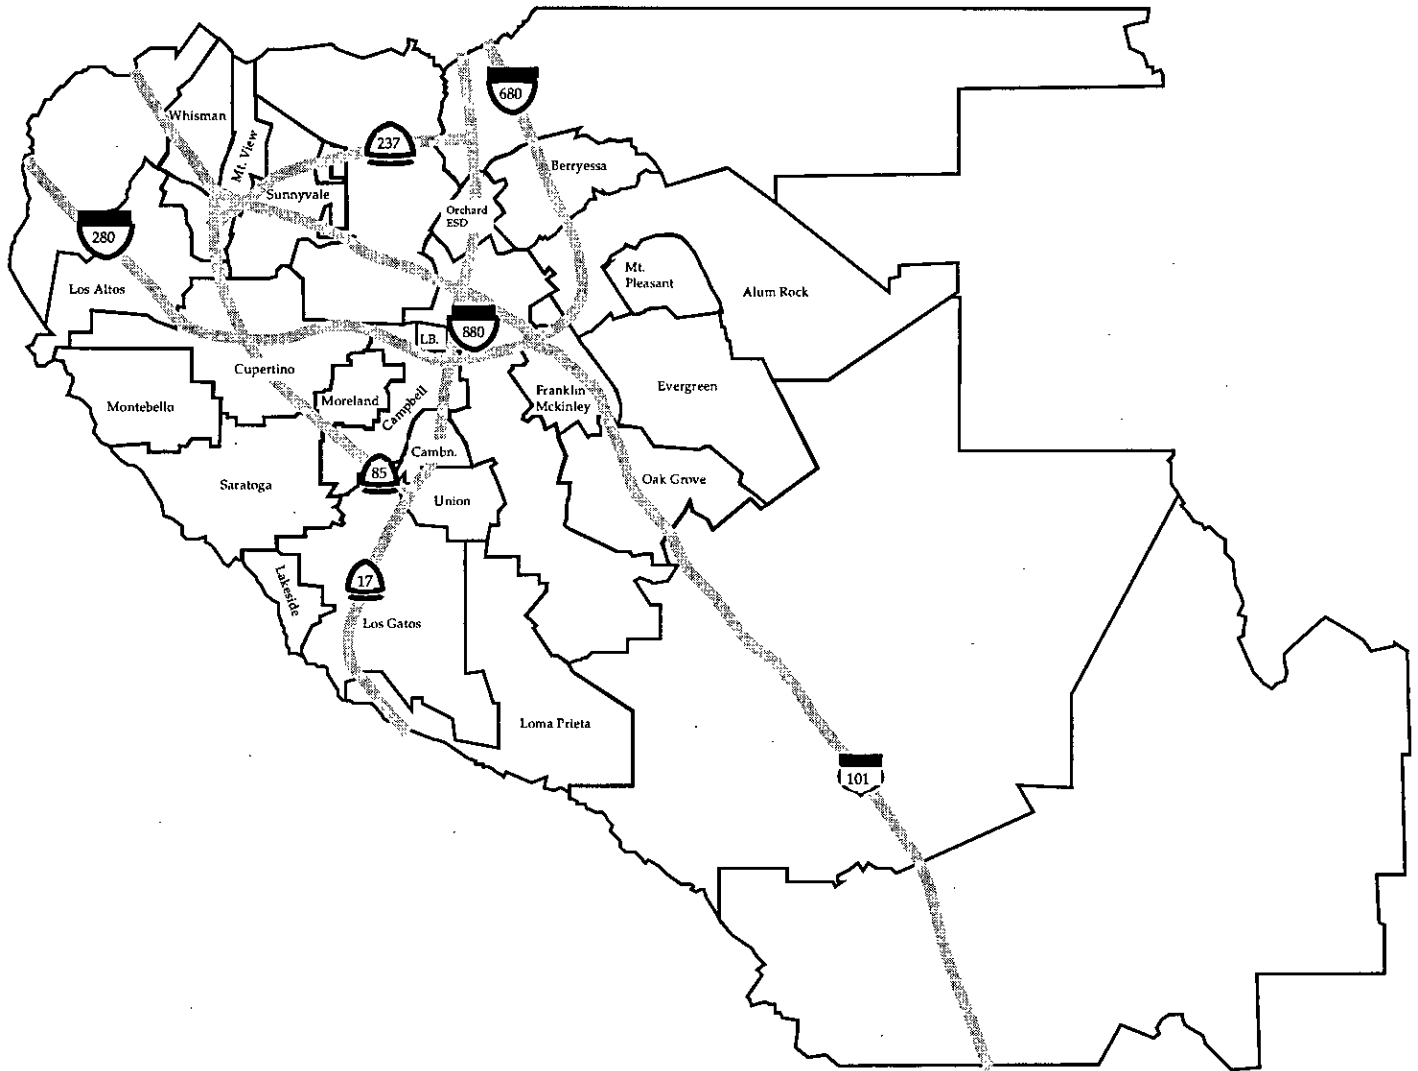 680
Whisman
237
Mt. View
Berryessa
Sunnyvale
Orchard
ESD
280
Mt.
Pleasant
Los Altos
Alum Rock
880
L.B.
Cupertino
Evergreen
Franklin
Mckinley
Moreland
Campbell
Montebello
Cambn.
85
Oak Grove
Saratoga
Union
17
Lakeside
Los Gatos
Loma Prieta
101